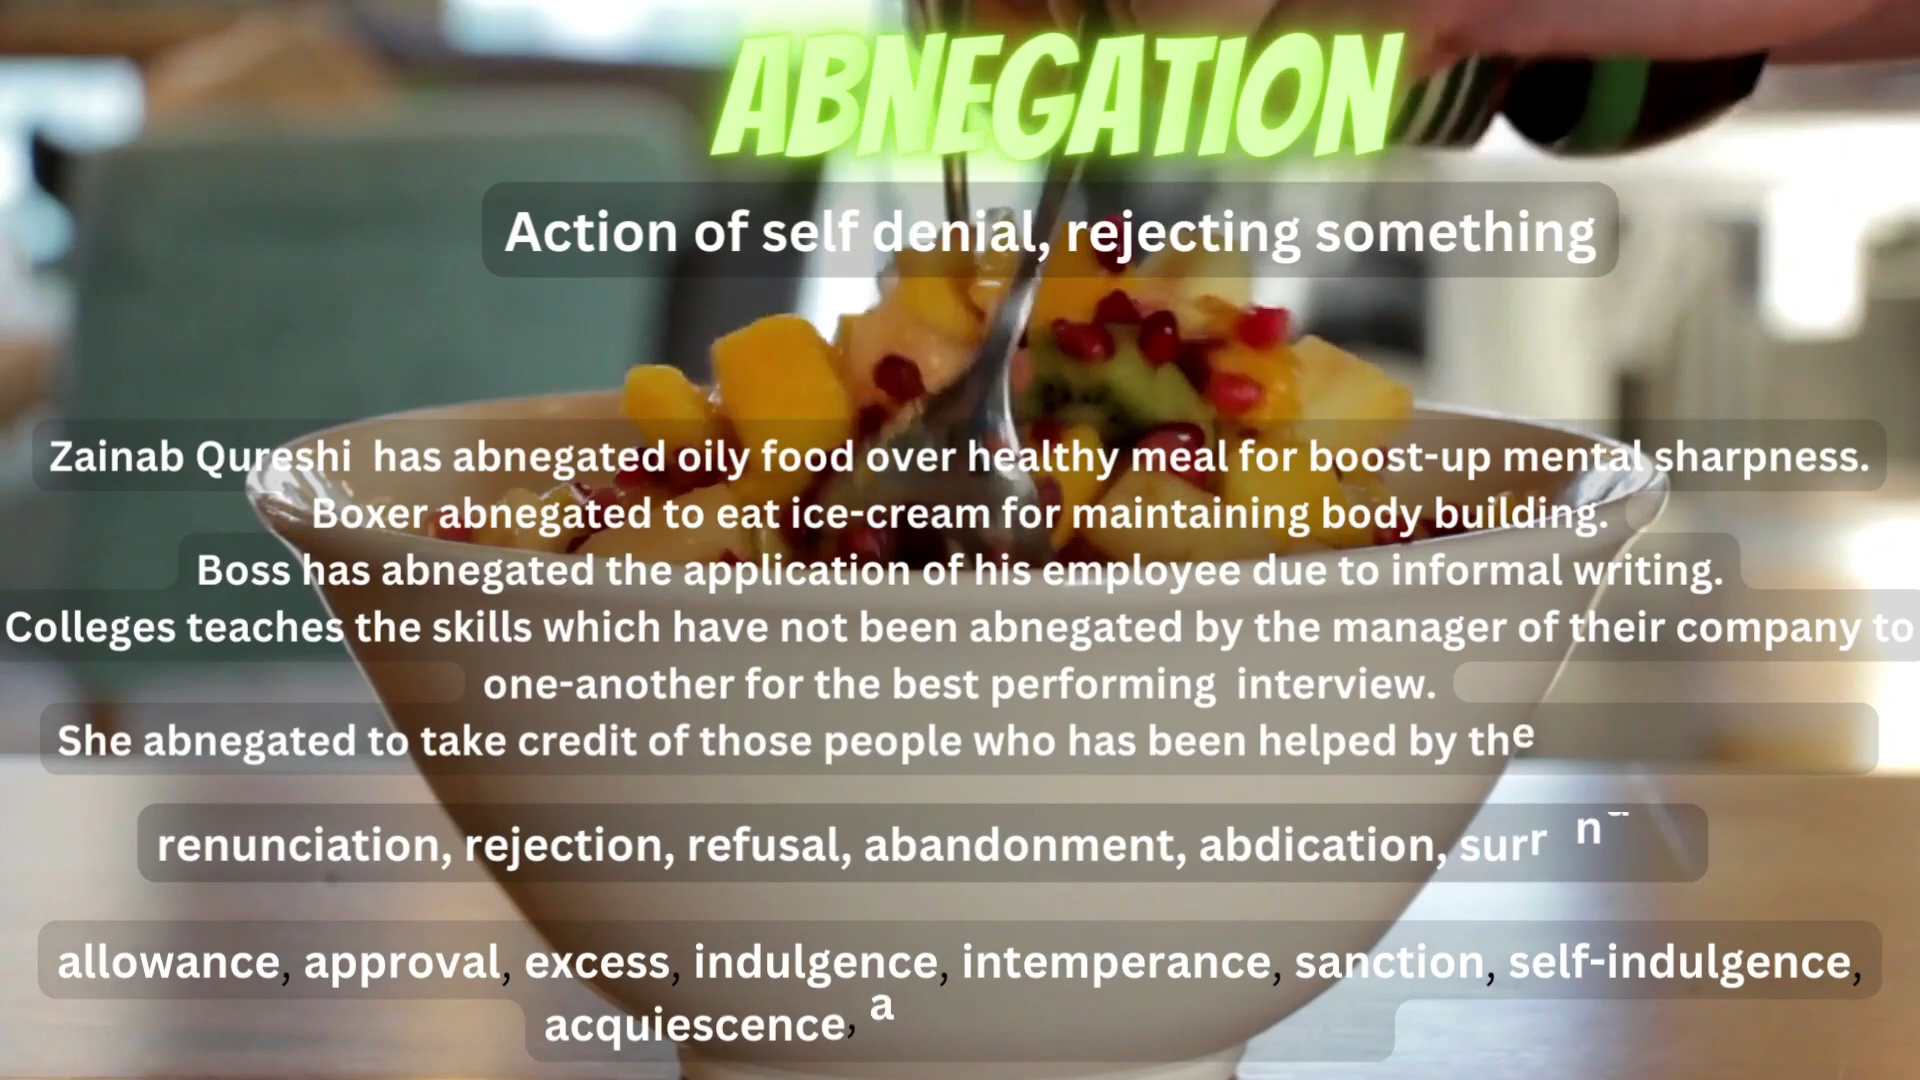 ABNEGATION
Action of self denial, rejecting something
Zainab Qureshi has abnegated oily food over healthy meal for boost-up mental sharpness.
Boxer abnegated to eat ice-cream for maintaining body building.
Boss has abnegated the application of his employee due to informal writing.
Colleges teaches the skills which have not been abnegated by the manager of their company to
one-another for the best performing interview.
She abnegated to take credit of those people who has been helped by the
renunciation, rejection, refusal, abandonment, abdication,
allowance, approval, excess, indulgence, intemperance, sanction, self-indulgence,
acquiescence, a